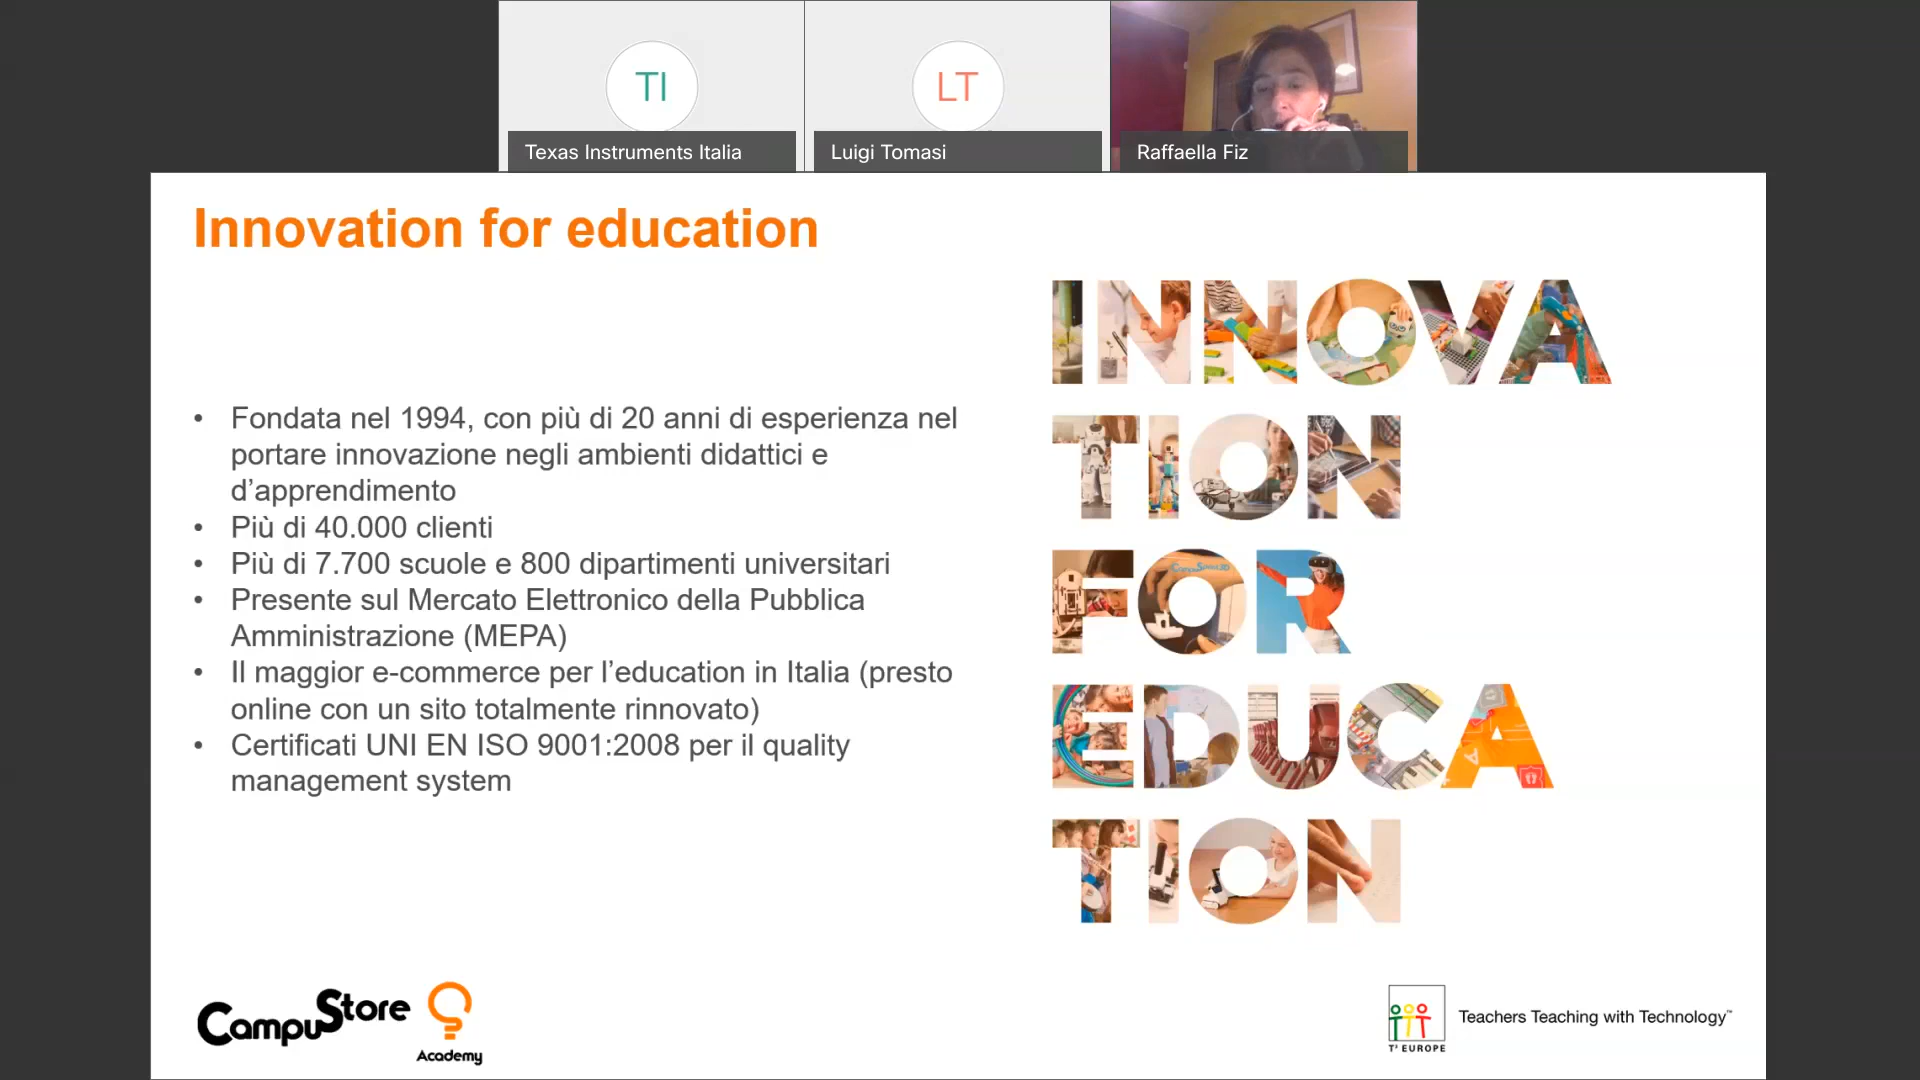 TI
LT
Texas Instruments Italia
Luigi Tomasi
Raffaella Fiz
Innovation for education
• Fondata nel 1994, con più di 20 anni di esperienza nel
portare innovazione negli ambienti didattici e
d’apprendimento
• Più di 40.000 clienti
• Più di 7.700 scuole e 800 dipartimenti universitari
• Presente sul Mercato Elettronico della Pubblica
Amministrazione (MEPA)
• Il maggior e-commerce per l’education in Italia (presto
online con un sito totalmente rinnovato)
• Certificati UNI EN ISO 9001:2008 per il quality
management system
INNOVA
TION
FOR
EDUCA
TION
CampuStore
Academy
T³ EUROPE
Teachers Teaching with Technology™